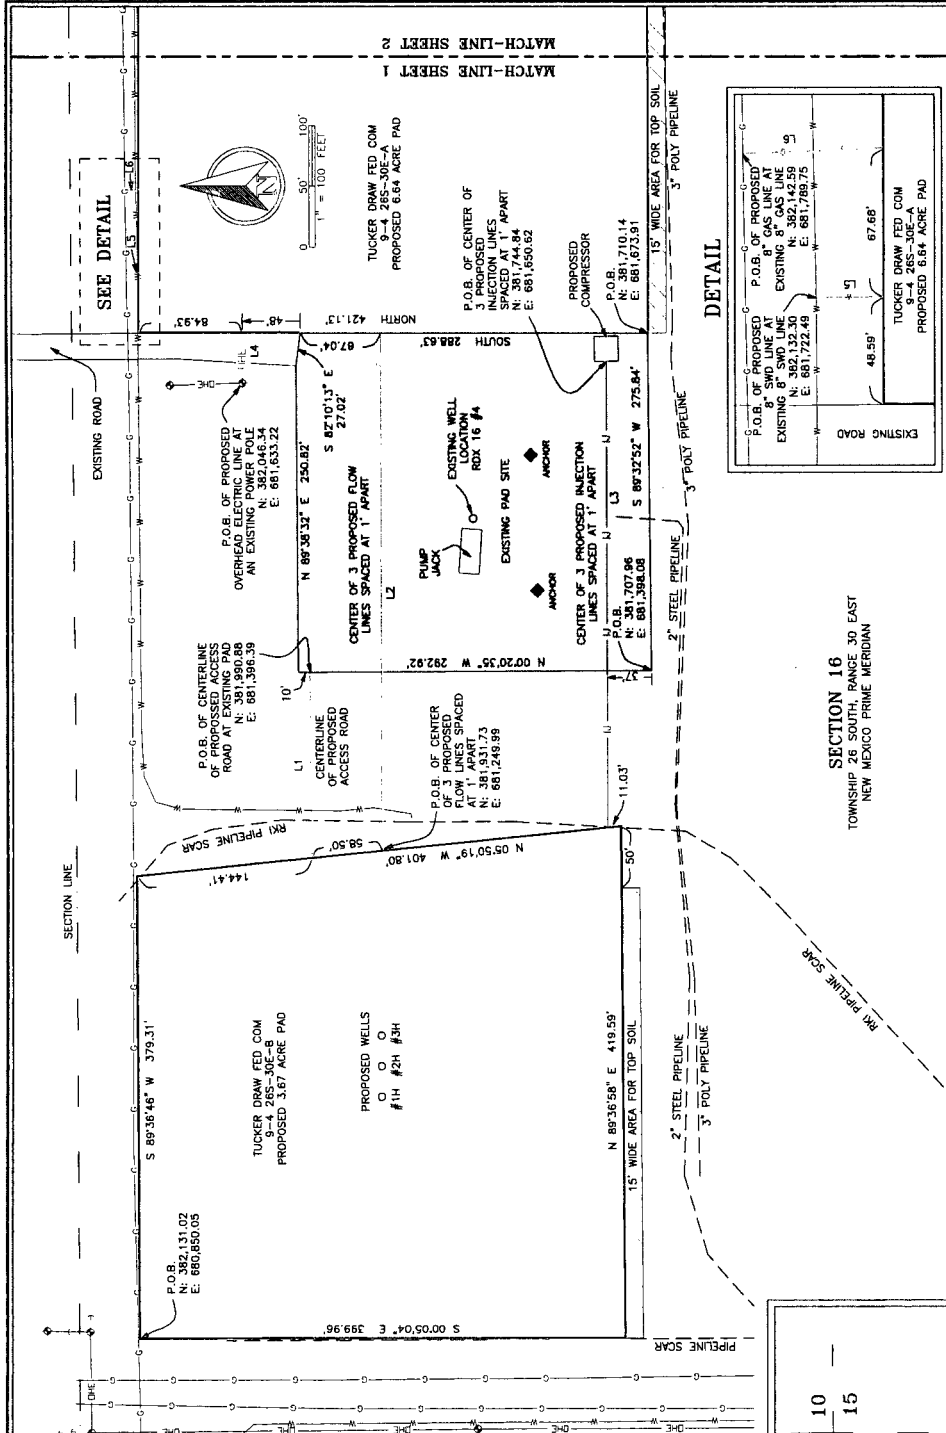 MATCH-LINE SHEET 2
MATCH-LINE SHEET 1
SECTION LINE
EXISTING ROAD
SEE DETAIL
L5
L6
0
50'
100'
1" = 100 FEET
N
TUCKER DRAW FED COM
9-4 26S-30E-A
PROPOSED 6.64 ACRE PAD
84.93'
48'
L4
OHE
67.04'
NORTH 421.13'
SOUTH 288.63'
P.O.B. OF PROPOSED
OVERHEAD ELECTRIC LINE AT
AN EXISTING POWER POLE
N: 382,046.34
E: 681,633.22
P.O.B. OF CENTERLINE
OF PROPOSSED ACCESS
ROAD AT EXISTING PAD
N: 381,990.88
E: 681,396.39
N 89°38'32" E 250.82'
S 82°10'13" E
27.02'
CENTER OF 3 PROPOSED FLOW
LINES SPACED AT 1' APART
L2
10'
L1
CENTERLINE
OF PROPOSED
ACCESS ROAD
N 00°20'35" W 292.92'
PUMP
JACK
EXISTING WELL
LOCATION
RDX 16 #4
EXISTING PAD SITE
ANCHOR
ANCHOR
CENTER OF 3 PROPOSED INJECTION
LINES SPACED AT 1' APART
IJ
L3
P.O.B. OF CENTER OF
3 PROPOSED
INJECTION LINES
SPACED AT 1' APART
N: 381,744.84
E: 681,650.62
PROPOSED
COMPRESSOR
P.O.B.
N: 381,710.14
E: 681,673.91
S 89°32'52" W 275.84'
P.O.B.
N: 381,707.96
E: 681,398.08
37'
15' WIDE AREA FOR TOP SOIL
3" POLY PIPELINE
3" POLY PIPELINE
2" STEEL PIPELINE
P.O.B. OF CENTER
OF 3 PROPOSED
FLOW LINES SPACED
AT 1' APART
N: 381,931.73
E: 681,249.99
RKI PIPELINE SCAR
144.41'
58.50'
N 05°50'19" W 401.80'
11.03'
50'
S 89°36'46" W 379.31'
TUCKER DRAW FED COM
9-4 26S-30E-B
PROPOSED 3.67 ACRE PAD
PROPOSED WELLS
#1H #2H #3H
N 89°36'58" E 419.59'
15' WIDE AREA FOR TOP SOIL
2" STEEL PIPELINE
3" POLY PIPELINE
RKI PIPELINE SCAR
P.O.B.
N: 382,131.02
E: 680,850.05
S 00°05'04" E 399.96'
PIPELINE SCAR
OHE
SECTION 16
TOWNSHIP 26 SOUTH, RANGE 30 EAST
NEW MEXICO PRIME MERIDIAN
DETAIL
P.O.B. OF PROPOSED
8" SWD LINE AT
EXISTING 8" SWD LINE
N: 382,132.30
E: 681,722.49
P.O.B. OF PROPOSED
8" GAS LINE AT
EXISTING 8" GAS LINE
N: 382,142.59
E: 681,789.75
L5
L6
48.59'
67.68'
EXISTING ROAD
TUCKER DRAW FED COM
9-4 26S-30E-A
PROPOSED 6.64 ACRE PAD
10
15